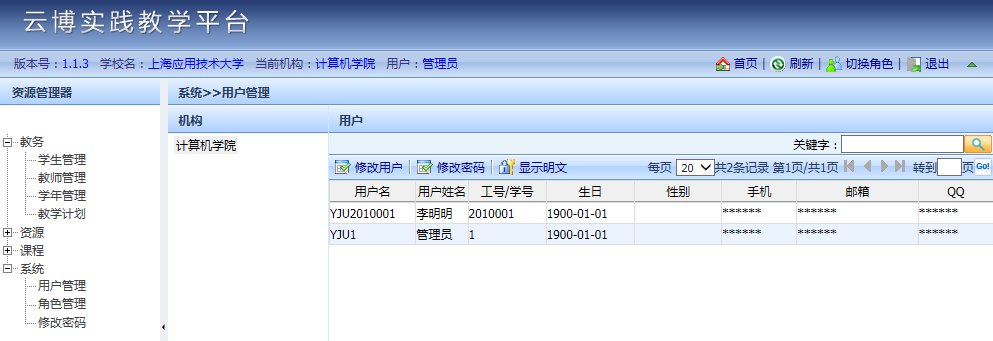 云博实践教学平台
版本号：1.1.3 学校名：上海应用技术大学 当前机构：计算机学院 用户：管理员 首页 | 刷新 | 切换角色 | 退出
资源管理器
系统>>用户管理
机构
用户
计算机学院
关键字：
修改用户 | 修改密码 | 显示明文 每页 20 共2条记录 第1页/共1页 转到 页 Go!
用户名 用户姓名 工号/学号 生日 性别 手机 邮箱 QQ
YJU2010001 李明明 2010001 1900-01-01 ****** ****** ******
YJU1 管理员 1 1900-01-01 ****** ****** ******
教务
学生管理
教师管理
学年管理
教学计划
资源
课程
系统
用户管理
角色管理
修改密码